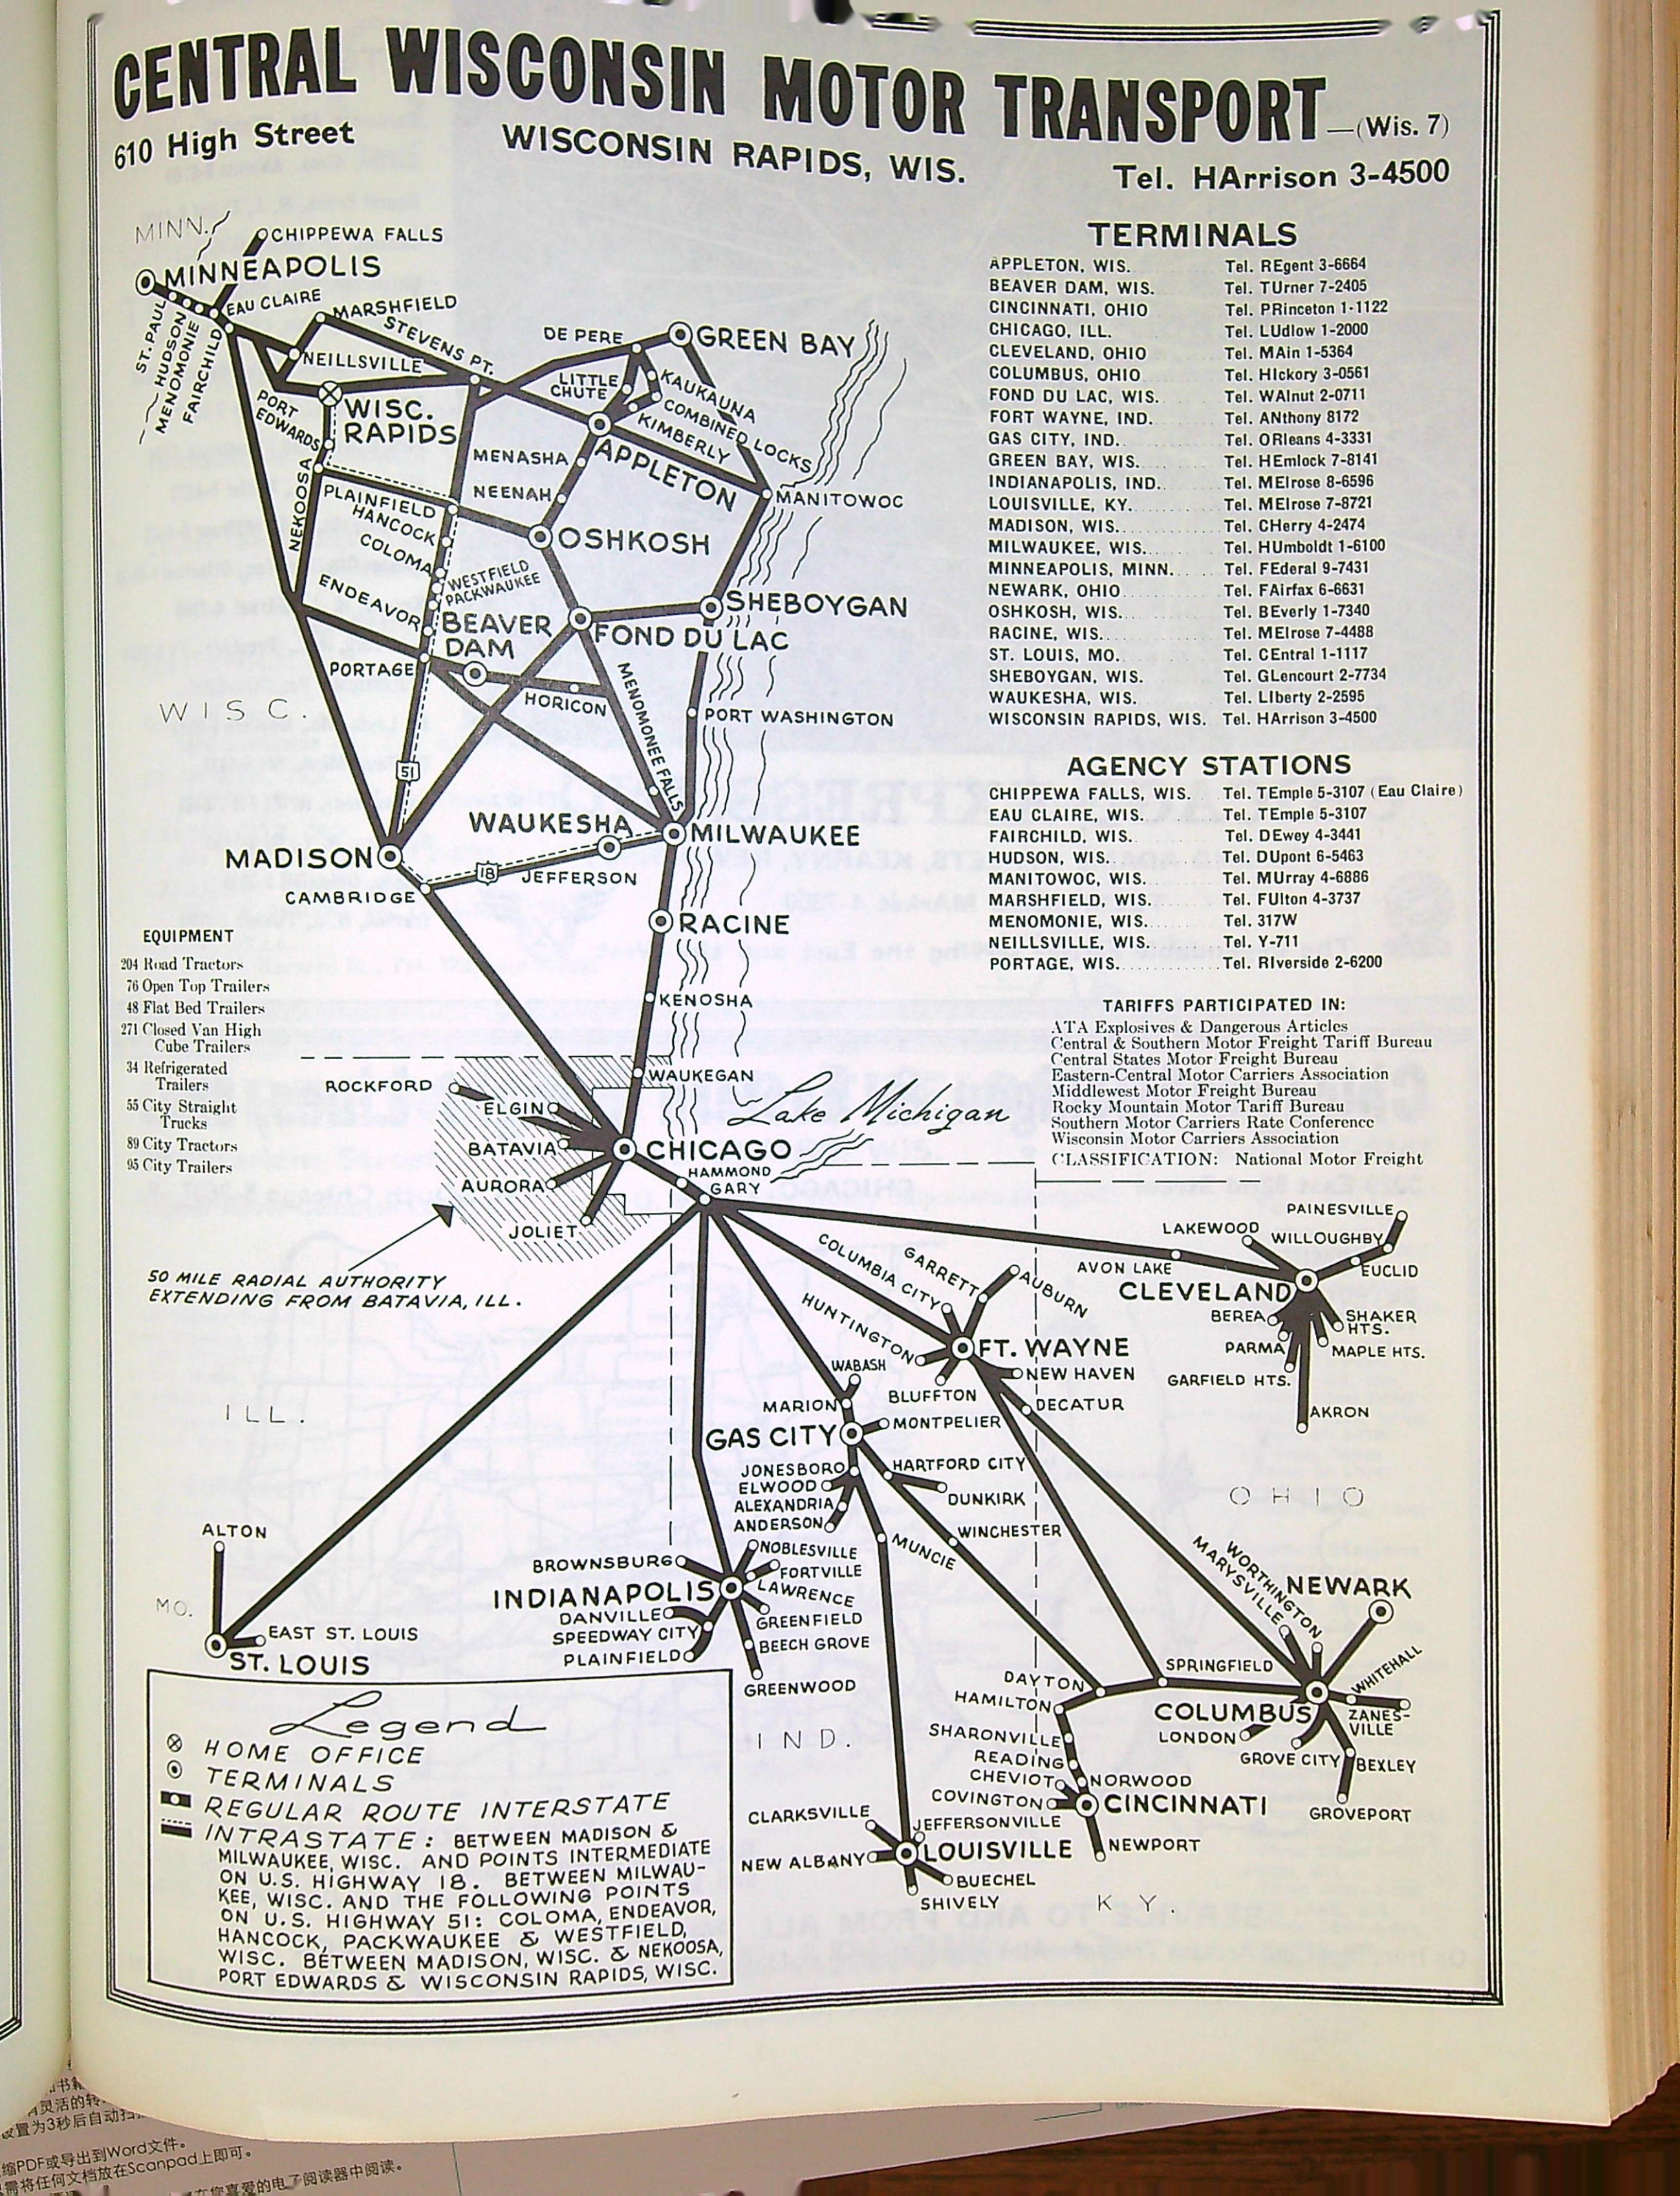 CENTRAL WISCONSIN MOTOR TRANSPORT—(Wis. 7)
610 High Street
WISCONSIN RAPIDS, WIS.
Tel. HArrison 3-4500
TERMINALS
APPLETON, WIS. Tel. REgent 3-6664
BEAVER DAM, WIS. Tel. TUrner 7-2405
CINCINNATI, OHIO Tel. PRinceton 1-1122
CHICAGO, ILL. Tel. LUdlow 1-2000
CLEVELAND, OHIO Tel. MAin 1-5364
COLUMBUS, OHIO Tel. HIckory 3-0561
FOND DU LAC, WIS. Tel. WAlnut 2-0711
FORT WAYNE, IND. Tel. ANthony 8172
GAS CITY, IND. Tel. ORleans 4-3331
GREEN BAY, WIS. Tel. HEmlock 7-8141
INDIANAPOLIS, IND. Tel. MElrose 8-6596
LOUISVILLE, KY. Tel. MElrose 7-8721
MADISON, WIS. Tel. CHerry 4-2474
MILWAUKEE, WIS. Tel. HUmboldt 1-6100
MINNEAPOLIS, MINN. Tel. FEderal 9-7431
NEWARK, OHIO Tel. FAirfax 6-6631
OSHKOSH, WIS. Tel. BEverly 1-7340
RACINE, WIS. Tel. MElrose 7-4488
ST. LOUIS, MO. Tel. CEntral 1-1117
SHEBOYGAN, WIS. Tel. GLencourt 2-7734
WAUKESHA, WIS. Tel. LIberty 2-2595
WISCONSIN RAPIDS, WIS. Tel. HArrison 3-4500
AGENCY STATIONS
CHIPPEWA FALLS, WIS. Tel. TEmple 5-3107 (Eau Claire)
EAU CLAIRE, WIS. Tel. TEmple 5-3107
FAIRCHILD, WIS. Tel. DEwey 4-3441
HUDSON, WIS. Tel. DUpont 6-5463
MANITOWOC, WIS. Tel. MUrray 4-6886
MARSHFIELD, WIS. Tel. FUlton 4-3737
MENOMONIE, WIS. Tel. 317W
NEILLSVILLE, WIS. Tel. Y-711
PORTAGE, WIS. Tel. RIverside 2-6200
TARIFFS PARTICIPATED IN:
ATA Explosives & Dangerous Articles
Central & Southern Motor Freight Tariff Bureau
Central States Motor Freight Bureau
Eastern-Central Motor Carriers Association
Middlewest Motor Freight Bureau
Rocky Mountain Motor Tariff Bureau
Southern Motor Carriers Rate Conference
Wisconsin Motor Carriers Association
CLASSIFICATION: National Motor Freight
MINN.
CHIPPEWA FALLS
MINNEAPOLIS
EAU CLAIRE
ST. PAUL
HUDSON
MENOMONIE
FAIRCHILD
MARSHFIELD
STEVENS PT.
NEILLSVILLE
DE PERE
GREEN BAY
LITTLE
CHUTE
KAUKAUNA
COMBINED LOCKS
KIMBERLY
WISC.
RAPIDS
PORT
EDWARDS
NEKOOSA
MENASHA
APPLETON
NEENAH
MANITOWOC
PLAINFIELD
HANCOCK
COLOMA
OSHKOSH
WESTFIELD
PACKWAUKEE
ENDEAVOR
BEAVER
DAM
SHEBOYGAN
FOND DU LAC
PORTAGE
HORICON
MENOMONEE FALLS
PORT WASHINGTON
WISC.
51
WAUKESHA
MILWAUKEE
MADISON
18
JEFFERSON
CAMBRIDGE
RACINE
KENOSHA
EQUIPMENT
204 Road Tractors
76 Open Top Trailers
48 Flat Bed Trailers
271 Closed Van High
Cube Trailers
34 Refrigerated
Trailers
55 City Straight
Trucks
89 City Tractors
95 City Trailers
ROCKFORD
WAUKEGAN
Lake Michigan
ELGIN
BATAVIA
CHICAGO
HAMMOND
GARY
AURORA
JOLIET
50 MILE RADIAL AUTHORITY
EXTENDING FROM BATAVIA, ILL.
PAINESVILLE
LAKEWOOD
WILLOUGHBY
AVON LAKE
EUCLID
CLEVELAND
BEREA
SHAKER
HTS.
PARMA
MAPLE HTS.
GARFIELD HTS.
AKRON
COLUMBIA CITY
GARRETT
AUBURN
HUNTINGTON
FT. WAYNE
NEW HAVEN
BLUFFTON
DECATUR
WABASH
MARION
MONTPELIER
GAS CITY
JONESBORO
HARTFORD CITY
ELWOOD
DUNKIRK
ALEXANDRIA
ANDERSON
WINCHESTER
MUNCIE
ILL.
OHIO
ALTON
MO.
EAST ST. LOUIS
ST. LOUIS
BROWNSBURG
NOBLESVILLE
FORTVILLE
INDIANAPOLIS
LAWRENCE
DANVILLE
GREENFIELD
SPEEDWAY CITY
BEECH GROVE
PLAINFIELD
GREENWOOD
WORTHINGTON
MARYSVILLE
NEWARK
SPRINGFIELD
WHITEHALL
DAYTON
COLUMBUS
ZANES-
VILLE
HAMILTON
LONDON
SHARONVILLE
GROVE CITY
BEXLEY
READING
CHEVIOT
NORWOOD
COVINGTON
CINCINNATI
GROVEPORT
NEWPORT
IND.
CLARKSVILLE
JEFFERSONVILLE
NEW ALBANY
LOUISVILLE
BUECHEL
SHIVELY
KY.
Legend
HOME OFFICE
TERMINALS
REGULAR ROUTE INTERSTATE
INTRASTATE: BETWEEN MADISON &
MILWAUKEE, WISC. AND POINTS INTERMEDIATE
ON U.S. HIGHWAY 18. BETWEEN MILWAU-
KEE, WISC. AND THE FOLLOWING POINTS
ON U.S. HIGHWAY 51: COLOMA, ENDEAVOR,
HANCOCK, PACKWAUKEE & WESTFIELD,
WISC. BETWEEN MADISON, WISC. & NEKOOSA,
PORT EDWARDS & WISCONSIN RAPIDS, WISC.
缩PDF或导出到Word文件。
需将任何文档放在Scanpad上即可。